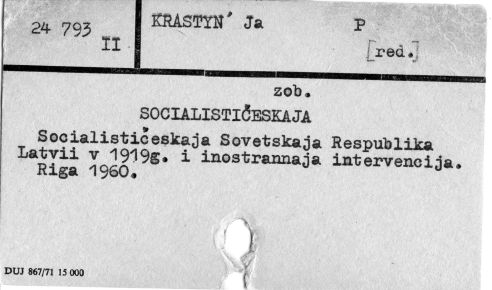 24 793
II
KRASTYN' Ja P
[red.]
zob.
SOCIALISTIČESKAJA
Socialističeskaja Sovetskaja Respublika
Latvii v 1919g. i inostrannaja intervencija.
Riga 1960.
DUJ 867/71 15 000